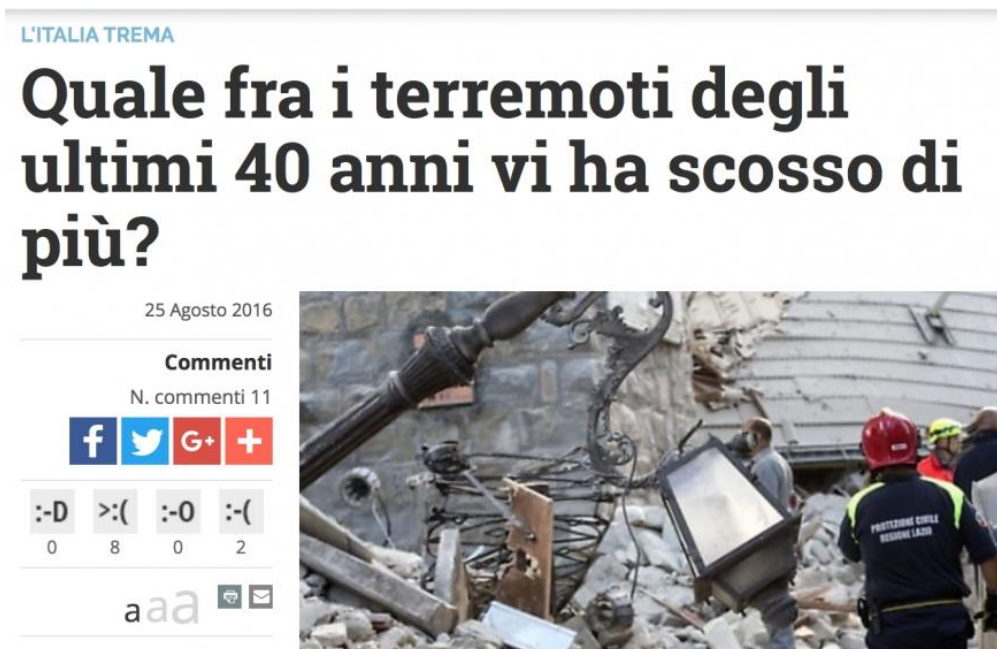 L'ITALIA TREMA
Quale fra i terremoti degli
ultimi 40 anni vi ha scosso di
più?
25 Agosto 2016
Commenti
N. commenti 11
f G+ +
:-D >:( :-O :-(
0 8 0 2
a a a
PROTEZIONE CIVILE
REGIONE LAZIO